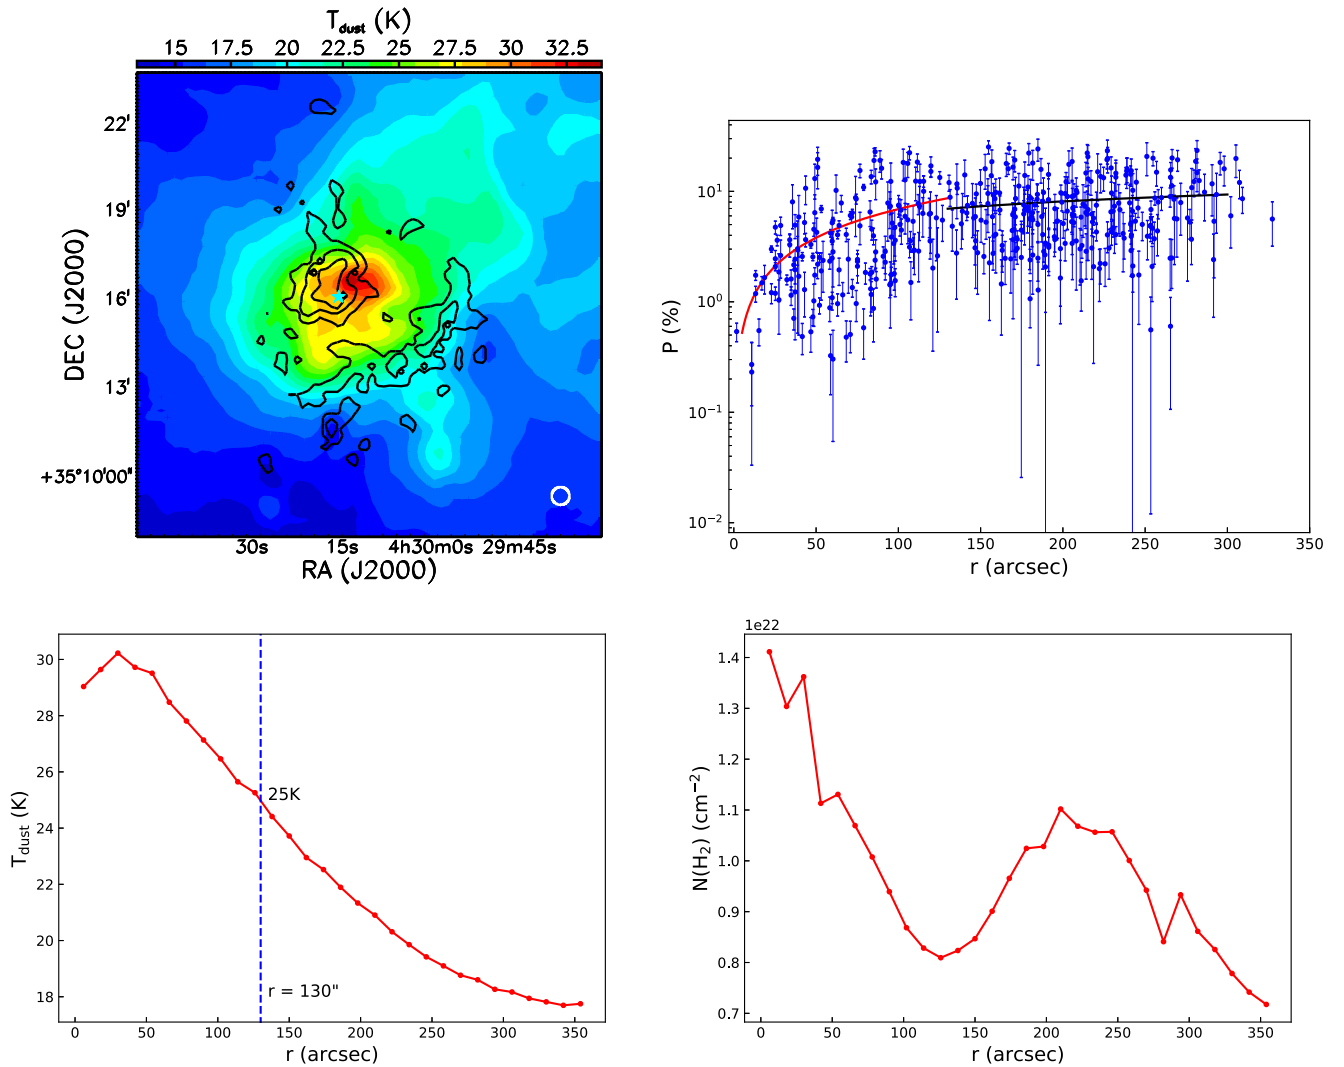 T_dust (K)
15 17.5 20 22.5 25 27.5 30 32.5
22'
19'
16'
13'
+35°10'00"
DEC (J2000)
30s 15s 4h30m0s 29m45s
RA (J2000)
10¹
10⁰
10⁻¹
10⁻²
P (%)
0 50 100 150 200 250 300 350
r (arcsec)
30
28
26
24
22
20
18
T_dust (K)
25K
r = 130"
0 50 100 150 200 250 300 350
r (arcsec)
1e22
1.4
1.3
1.2
1.1
1.0
0.9
0.8
0.7
N(H₂) (cm⁻²)
0 50 100 150 200 250 300 350
r (arcsec)